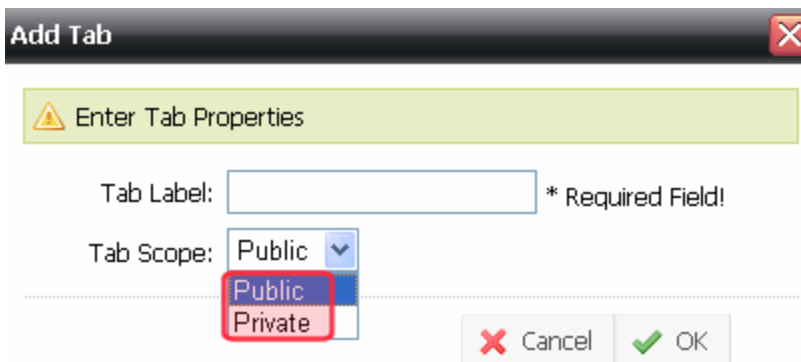 Add Tab
Enter Tab Properties
Tab Label: * Required Field!
Tab Scope: Public
Public
Private
Cancel OK